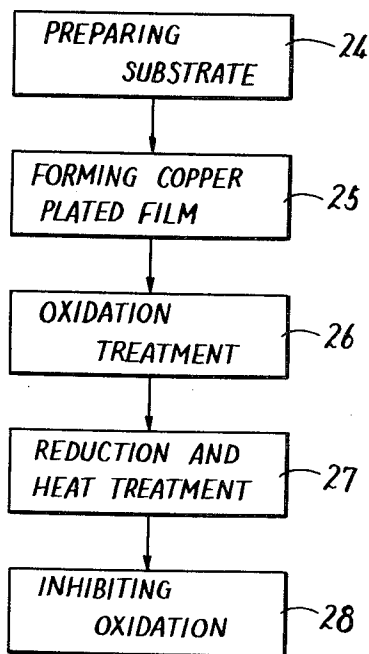 PREPARING
SUBSTRATE
24
FORMING COPPER
PLATED FILM
25
OXIDATION
TREATMENT
26
REDUCTION AND
HEAT TREATMENT
27
INHIBITING
OXIDATION
28